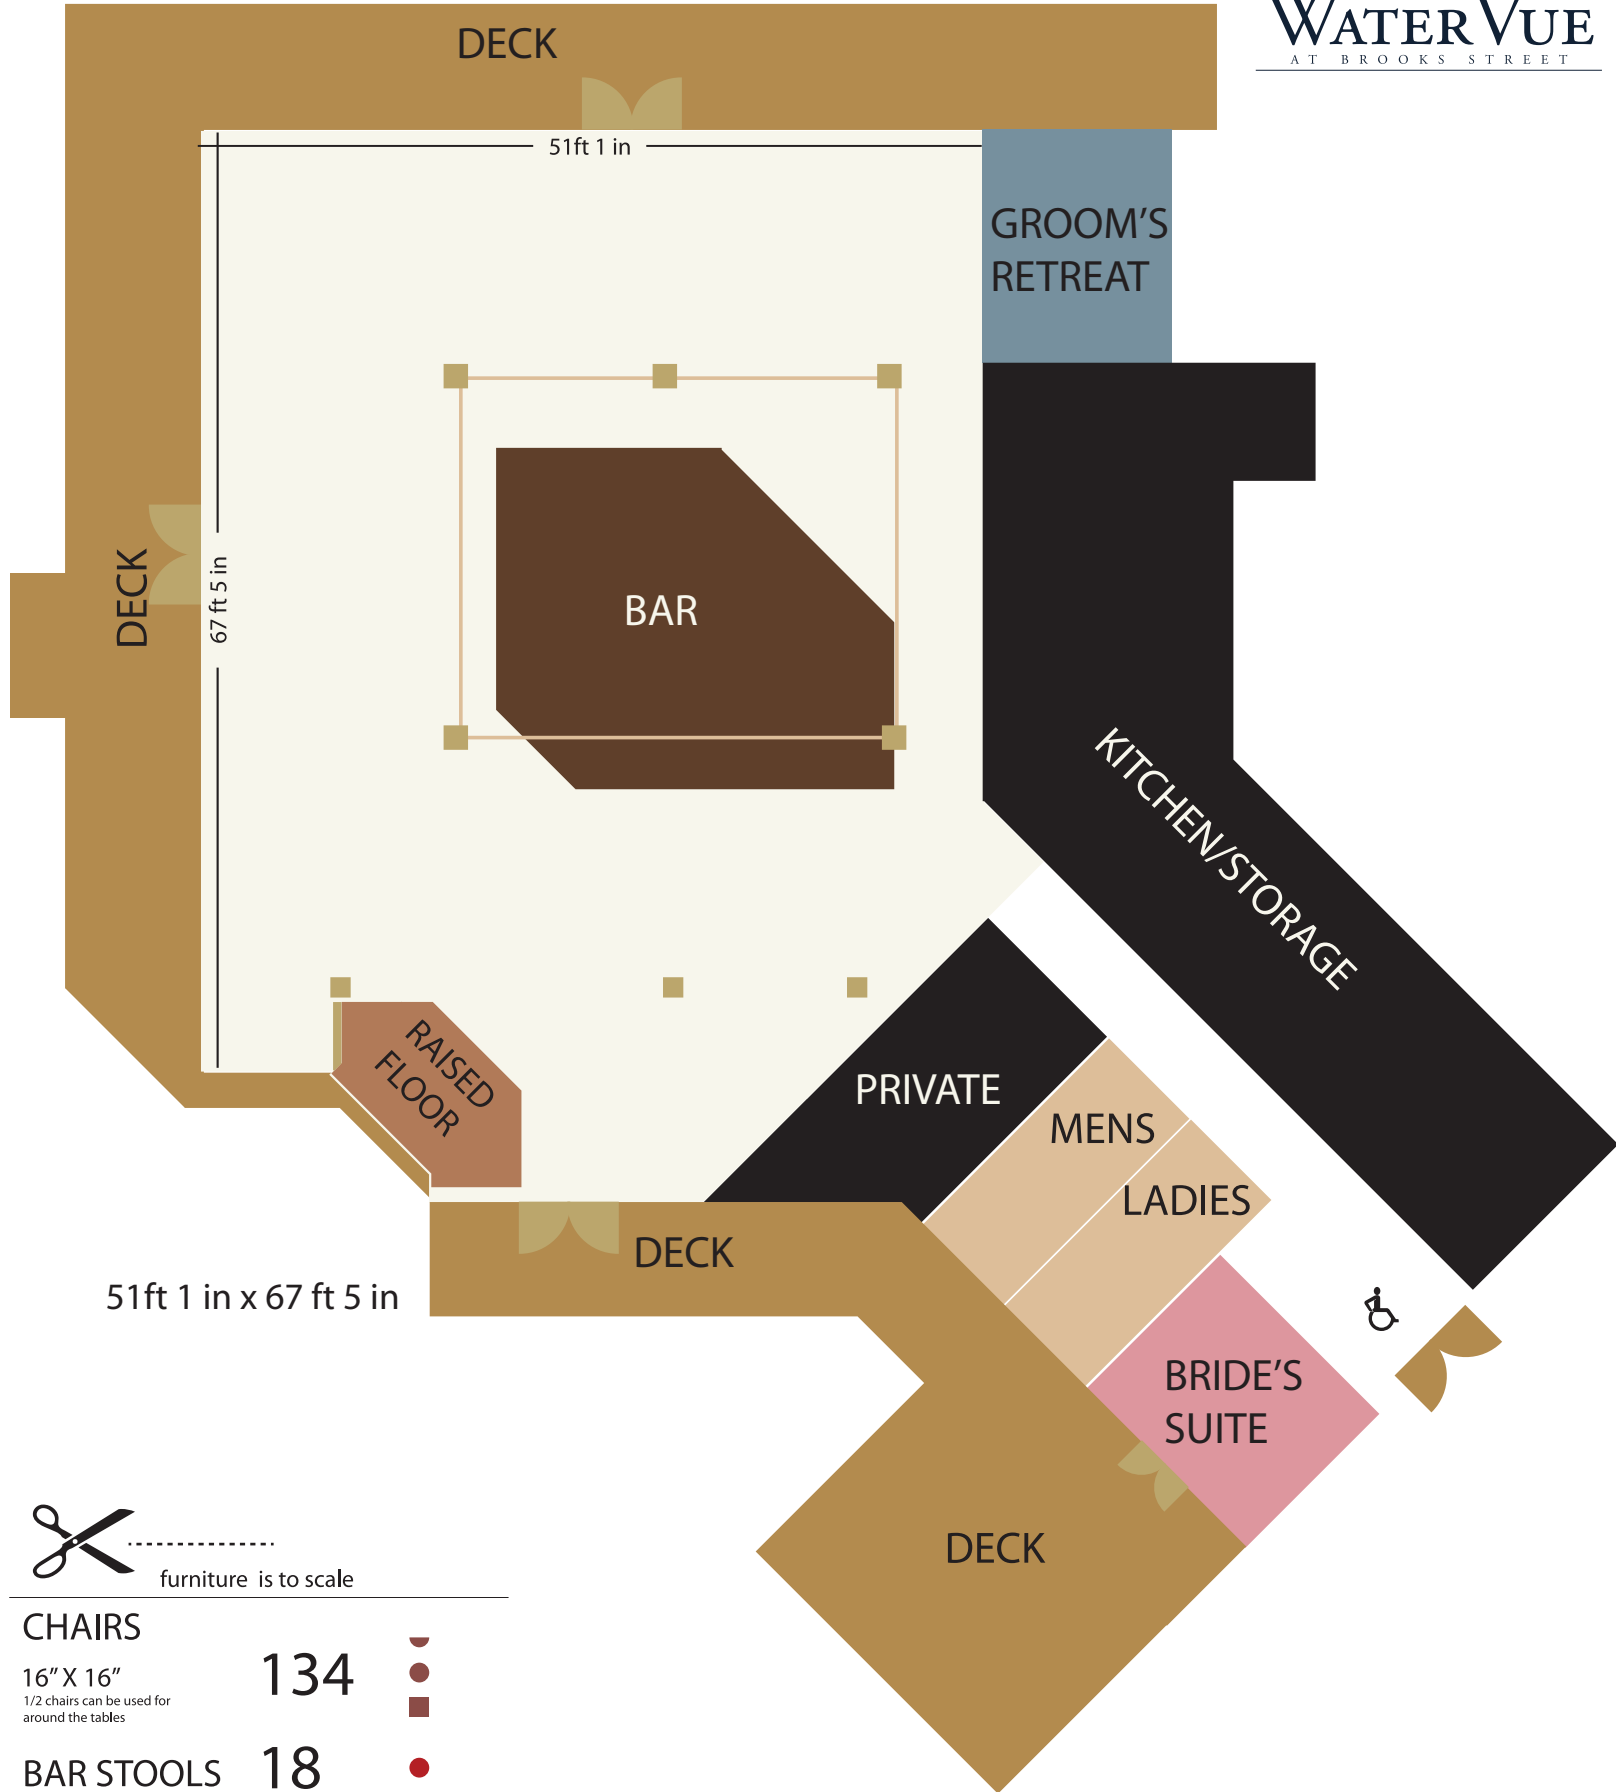 DECK
WATERVUE
AT BROOKS STREET
51ft 1 in
GROOM’S
RETREAT
DECK
67 ft 5 in
BAR
KITCHEN/STORAGE
RAISED
FLOOR
PRIVATE
MENS
LADIES
DECK
51ft 1 in x 67 ft 5 in
BRIDE’S
SUITE
DECK
furniture is to scale
CHAIRS
16” X 16”
134
1/2 chairs can be used for
around the tables
BAR STOOLS 18